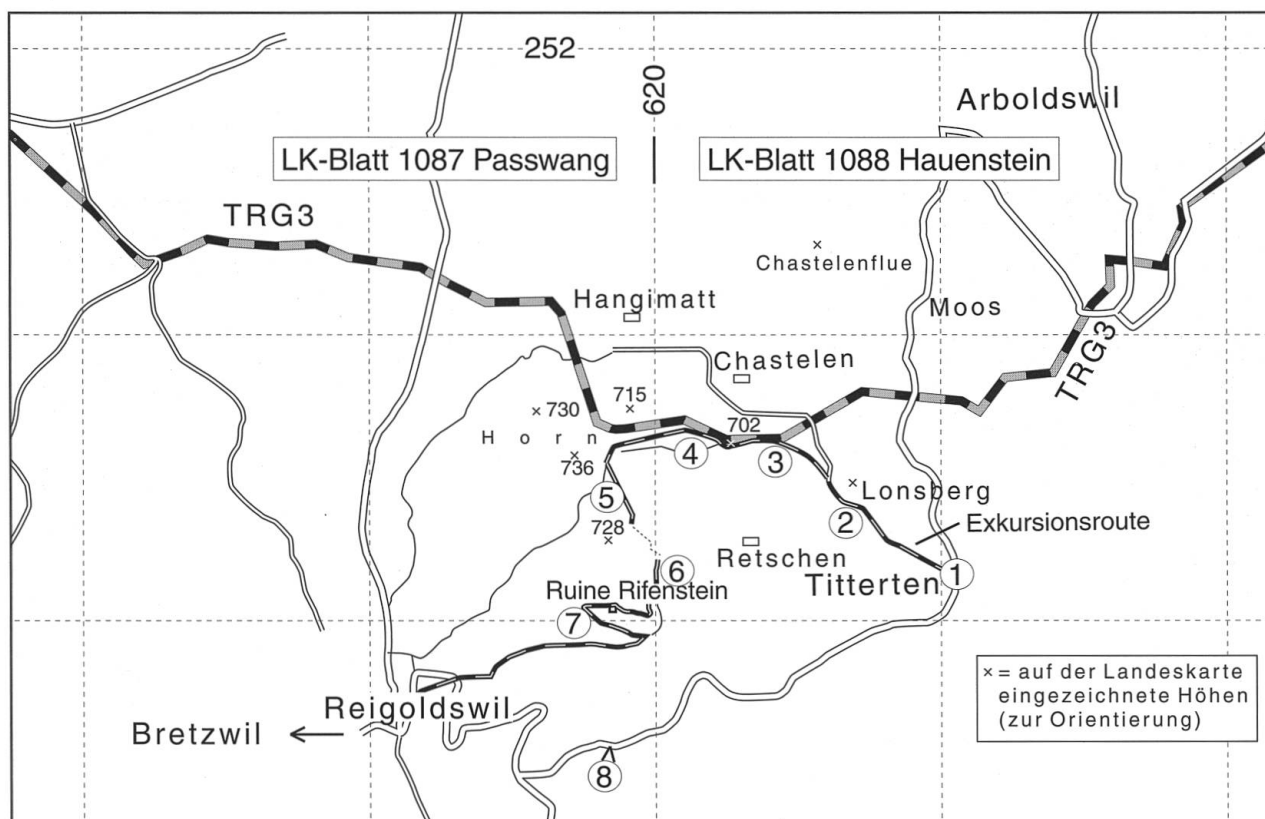 252
620
Arboldswil
LK-Blatt 1087 Passwang
LK-Blatt 1088 Hauenstein
TRG3
Chastelenflue
Hangimatt
Moos
TRG3
Chastelen
715
730
702
Horn
4
3
736
Lonsberg
5
2
Exkursionsroute
728
Retschen
6
Titterten
1
Ruine Rifenstein
7
× = auf der Landeskarte
eingezeichnete Höhen
(zur Orientierung)
Reigoldswil
Bretzwil
8